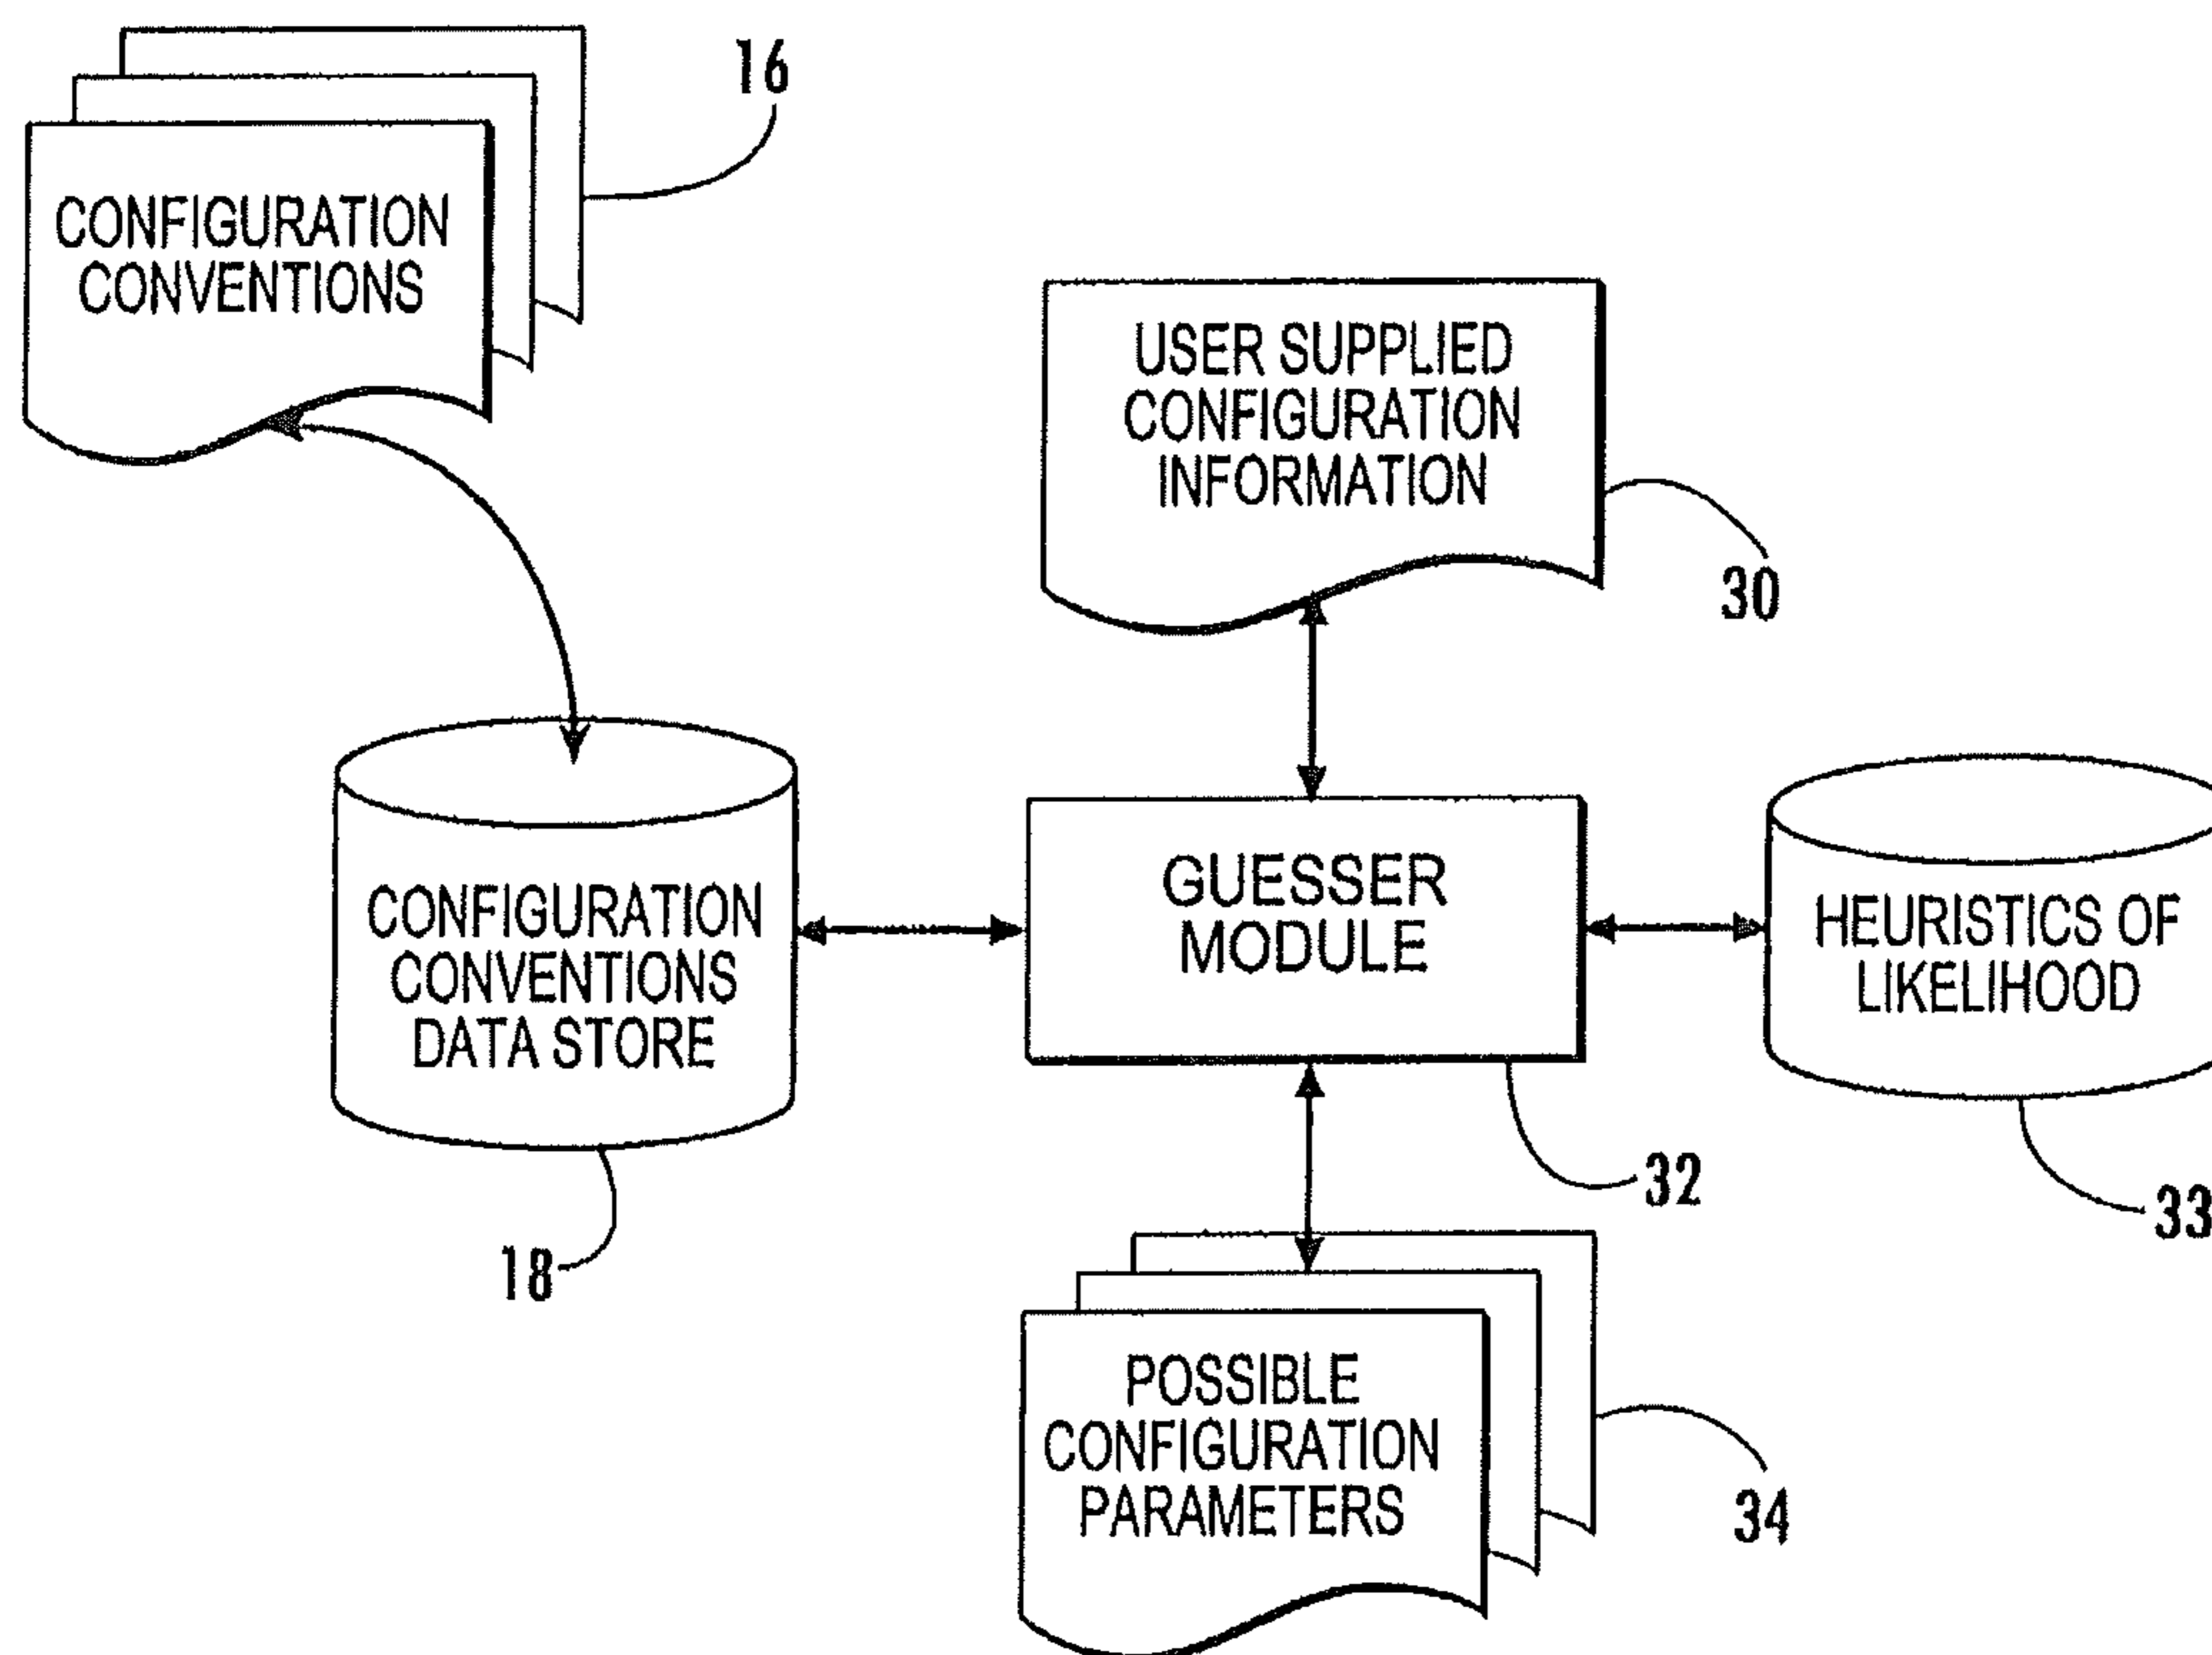 16
CONFIGURATION
CONVENTIONS
USER SUPPLIED
CONFIGURATION
INFORMATION
30
CONFIGURATION
CONVENTIONS
DATA STORE
18
GUESSER
MODULE
32
HEURISTICS OF
LIKELIHOOD
33
POSSIBLE
CONFIGURATION
PARAMETERS
34